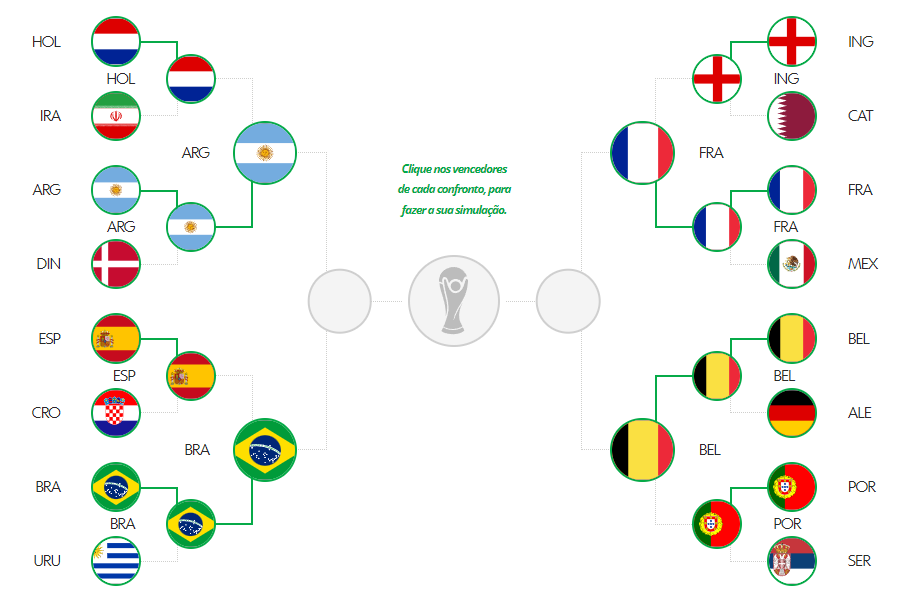 HOL
ING
HOL
ING
IRA
CAT
ARG
FRA
Clique nos vencedores
de cada confronto, para
fazer a sua simulação.
ARG
FRA
ARG
FRA
DIN
MEX
ESP
BEL
ESP
BEL
CRO
ALE
BRA
BEL
BRA
POR
BRA
POR
URU
SER